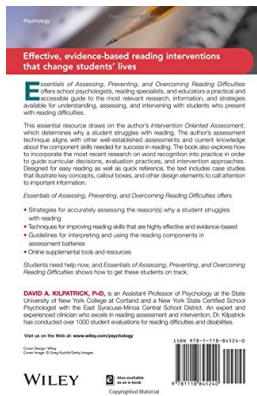 Psychology
Effective, evidence-based reading interventions
that change students' lives
Essentials of Assessing, Preventing, and Overcoming Reading Difficulties
offers school psychologists, reading specialists, and educators a practical and
accessible guide to the most relevant research, information, and strategies
available for understanding, assessing, and intervening with students who present
with reading difficulties.
This essential resource draws on the author's Intervention Oriented Assessment,
which determines why a student struggles with reading. The author's assessment
technique aligns with other well-established assessments and current knowledge
about the component skills needed for success in reading. The book also explores how
to incorporate the most recent research on word recognition into practice in order
to guide curricular decisions, evaluation practices, and intervention approaches.
Designed for easy reading as well as quick reference, the text includes case studies
that illustrate key concepts, callout boxes, and other design elements to call attention
to important information.
Essentials of Assessing, Preventing, and Overcoming Reading Difficulties offers
• Strategies for accurately assessing the reason(s) why a student struggles
with reading
• Techniques for improving reading skills that are highly effective and evidence-based
• Guidelines for interpreting and using the reading components in
assessment batteries
• Online supplemental tools and resources
Students need help now, and Essentials of Assessing, Preventing, and Overcoming Reading
Difficulties shows how to get these students on track.
DAVID A. KILPATRICK, PhD, is an Assistant Professor of Psychology at the State
University of New York College at Cortland and a New York State Certified School
Psychologist with the East Syracuse-Minoa Central School District. An expert and
experienced clinician who excels in reading assessment and intervention, Dr. Kilpatrick
has conducted over 1000 student evaluations for reading difficulties and disabilities.
Visit us on the Web at: www.wiley.com/psychology
Cover Design: Wiley
Cover Image: © Greg Kuchik/Getty Images
WILEY
Also available
as an e-book
ISBN 978-1-118-84524-0
9 781118 845240